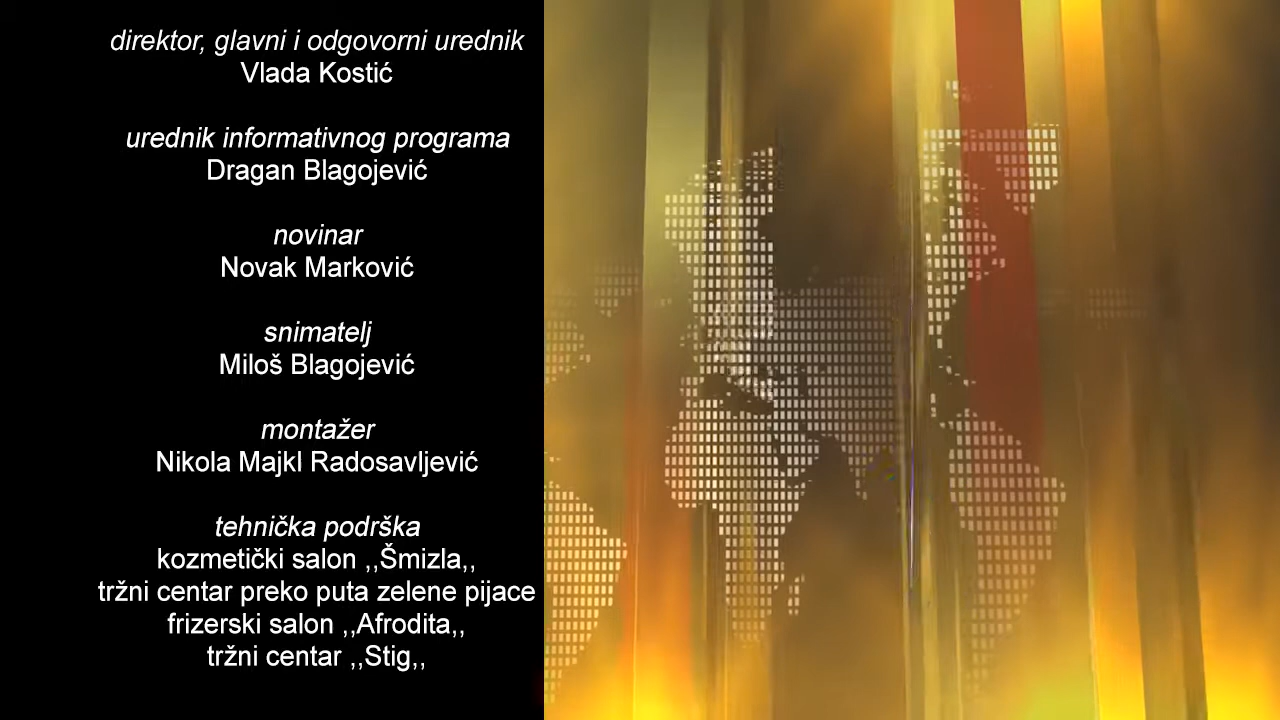 direktor, glavni i odgovorni urednik
Vlada Kostić
urednik informativnog programa
Dragan Blagojević
novinar
Novak Marković
snimatelj
Miloš Blagojević
montažer
Nikola Majkl Radosavljević
tehnička podrška
kozmetički salon ,,Šmizla,,
tržni centar preko puta zelene pijace
frizerski salon ,,Afrodita,,
tržni centar ,,Stig,,